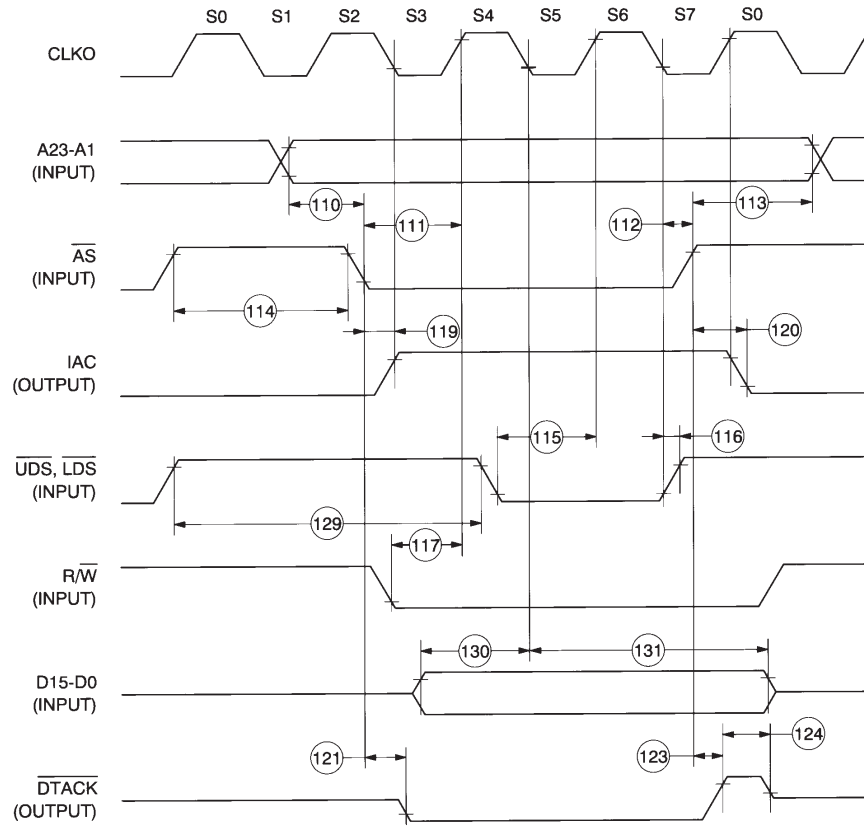 S0 S1 S2 S3 S4 S5 S6 S7 S0
CLKO
A23-A1
(INPUT)
110
111
112
113
AS
(INPUT)
114
119
120
IAC
(OUTPUT)
115
116
UDS, LDS
(INPUT)
129
117
R/W
(INPUT)
130
131
D15-D0
(INPUT)
121
123
124
DTACK
(OUTPUT)